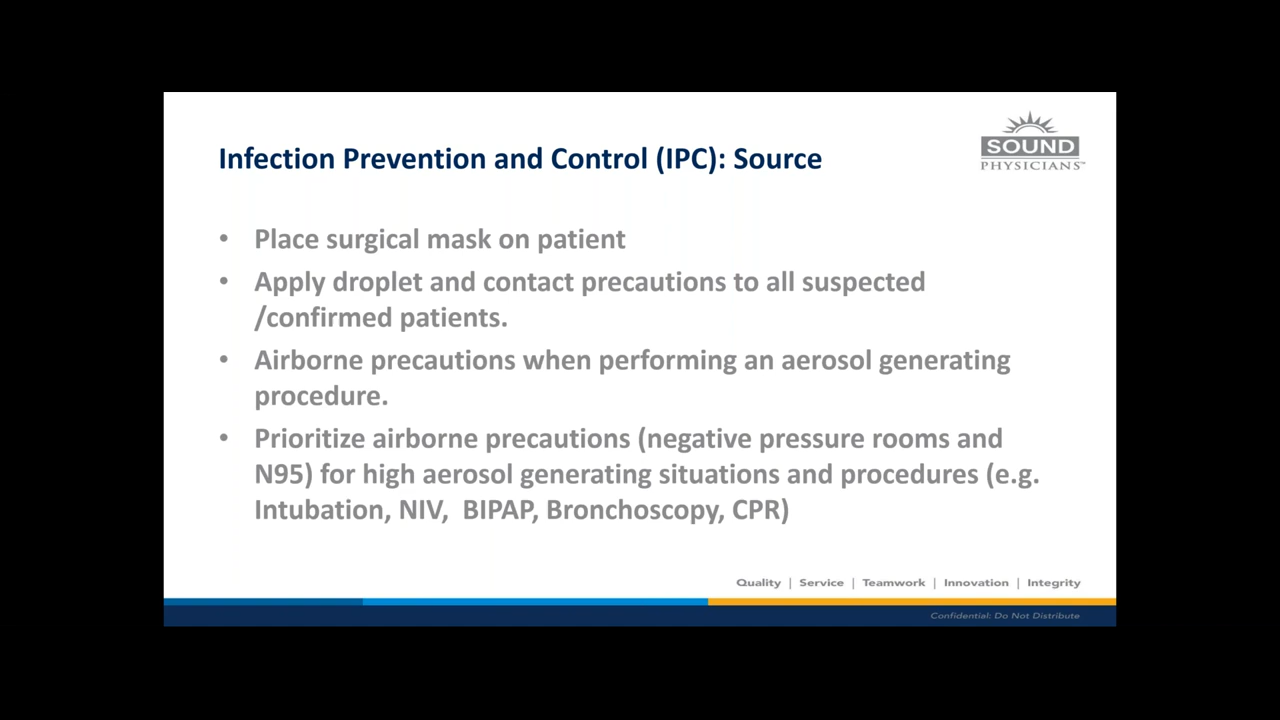 Infection Prevention and Control (IPC): Source
SOUND
PHYSICIANS™
• Place surgical mask on patient
• Apply droplet and contact precautions to all suspected
/confirmed patients.
• Airborne precautions when performing an aerosol generating
procedure.
• Prioritize airborne precautions (negative pressure rooms and
N95) for high aerosol generating situations and procedures (e.g.
Intubation, NIV,  BIPAP, Bronchoscopy, CPR)
Quality | Service | Teamwork | Innovation | Integrity
Confidential: Do Not Distribute